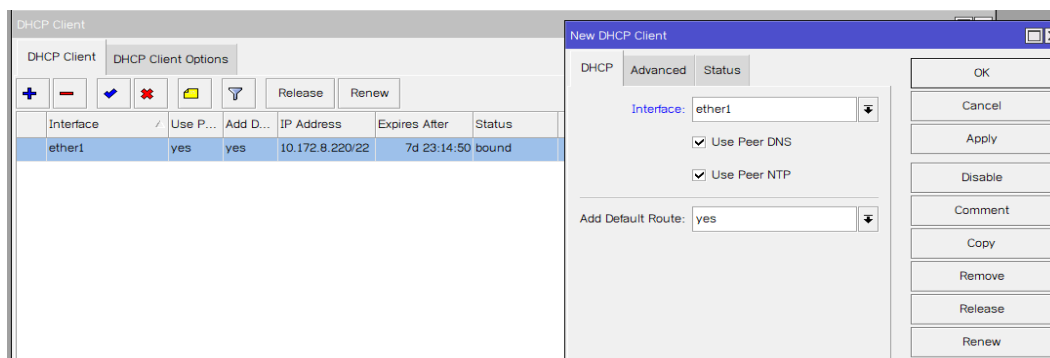 DHCP Client
DHCP Client DHCP Client Options
Release Renew
Interface Use P... Add D... IP Address Expires After Status
ether1 yes yes 10.172.8.220/22 7d 23:14:50 bound
New DHCP Client
DHCP Advanced Status
Interface: ether1
Use Peer DNS
Use Peer NTP
Add Default Route: yes
OK
Cancel
Apply
Disable
Comment
Copy
Remove
Release
Renew